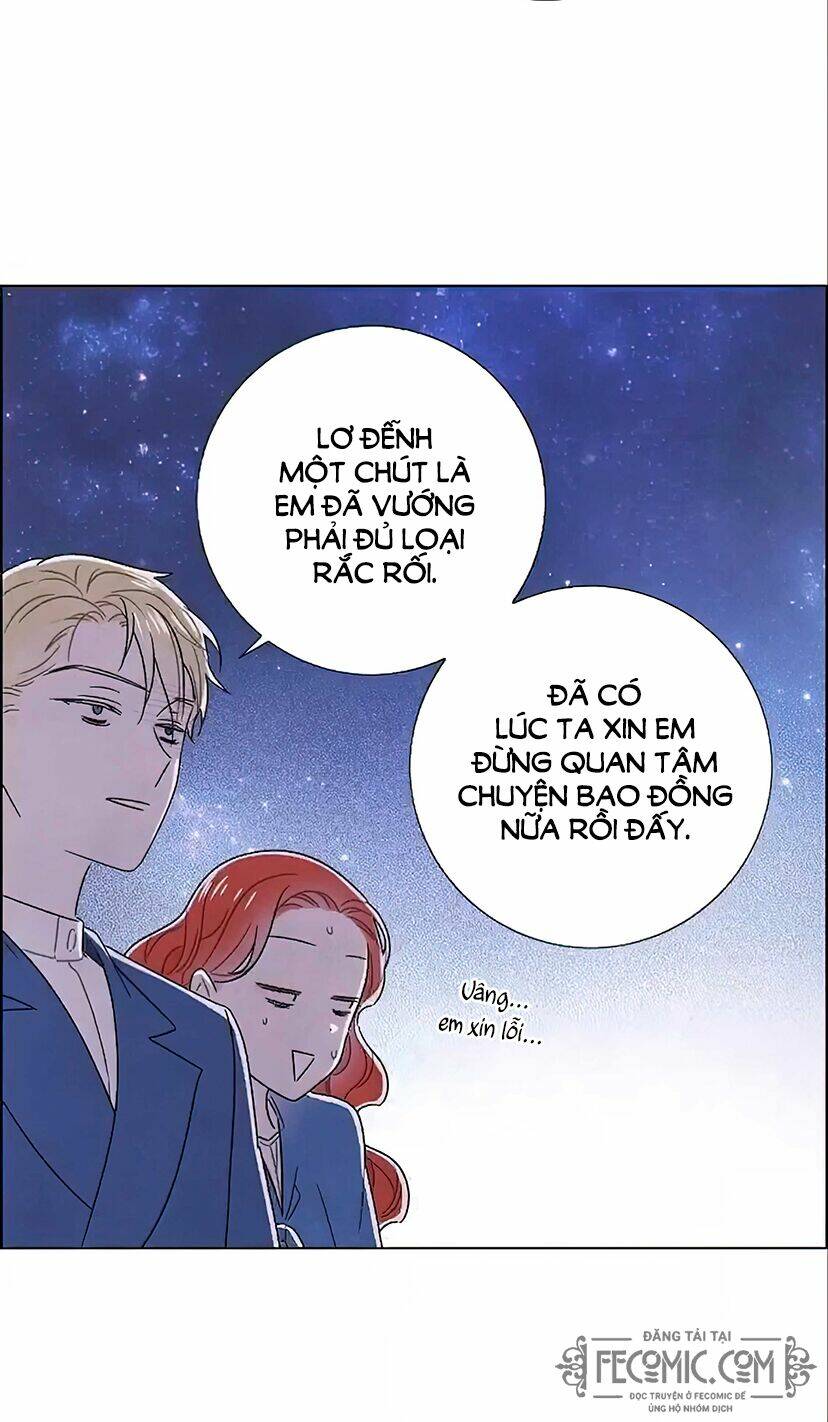 LƠ ĐỄNH
MỘT CHÚT LÀ
EM ĐÃ VƯỚNG
PHẢI ĐỦ LOẠI
RẮC RỐI.
ĐÃ CÓ
LÚC TA XIN EM
ĐỪNG QUAN TÂM
CHUYỆN BAO ĐỒNG
NỮA RỒI ĐẤY.
Vâng...
em xin lỗi...
ĐĂNG TẢI TẠI
FECOMIC.COM
ĐỌC TRUYỆN Ở FECOMIC ĐỂ
ỦNG HỘ NHÓM DỊCH